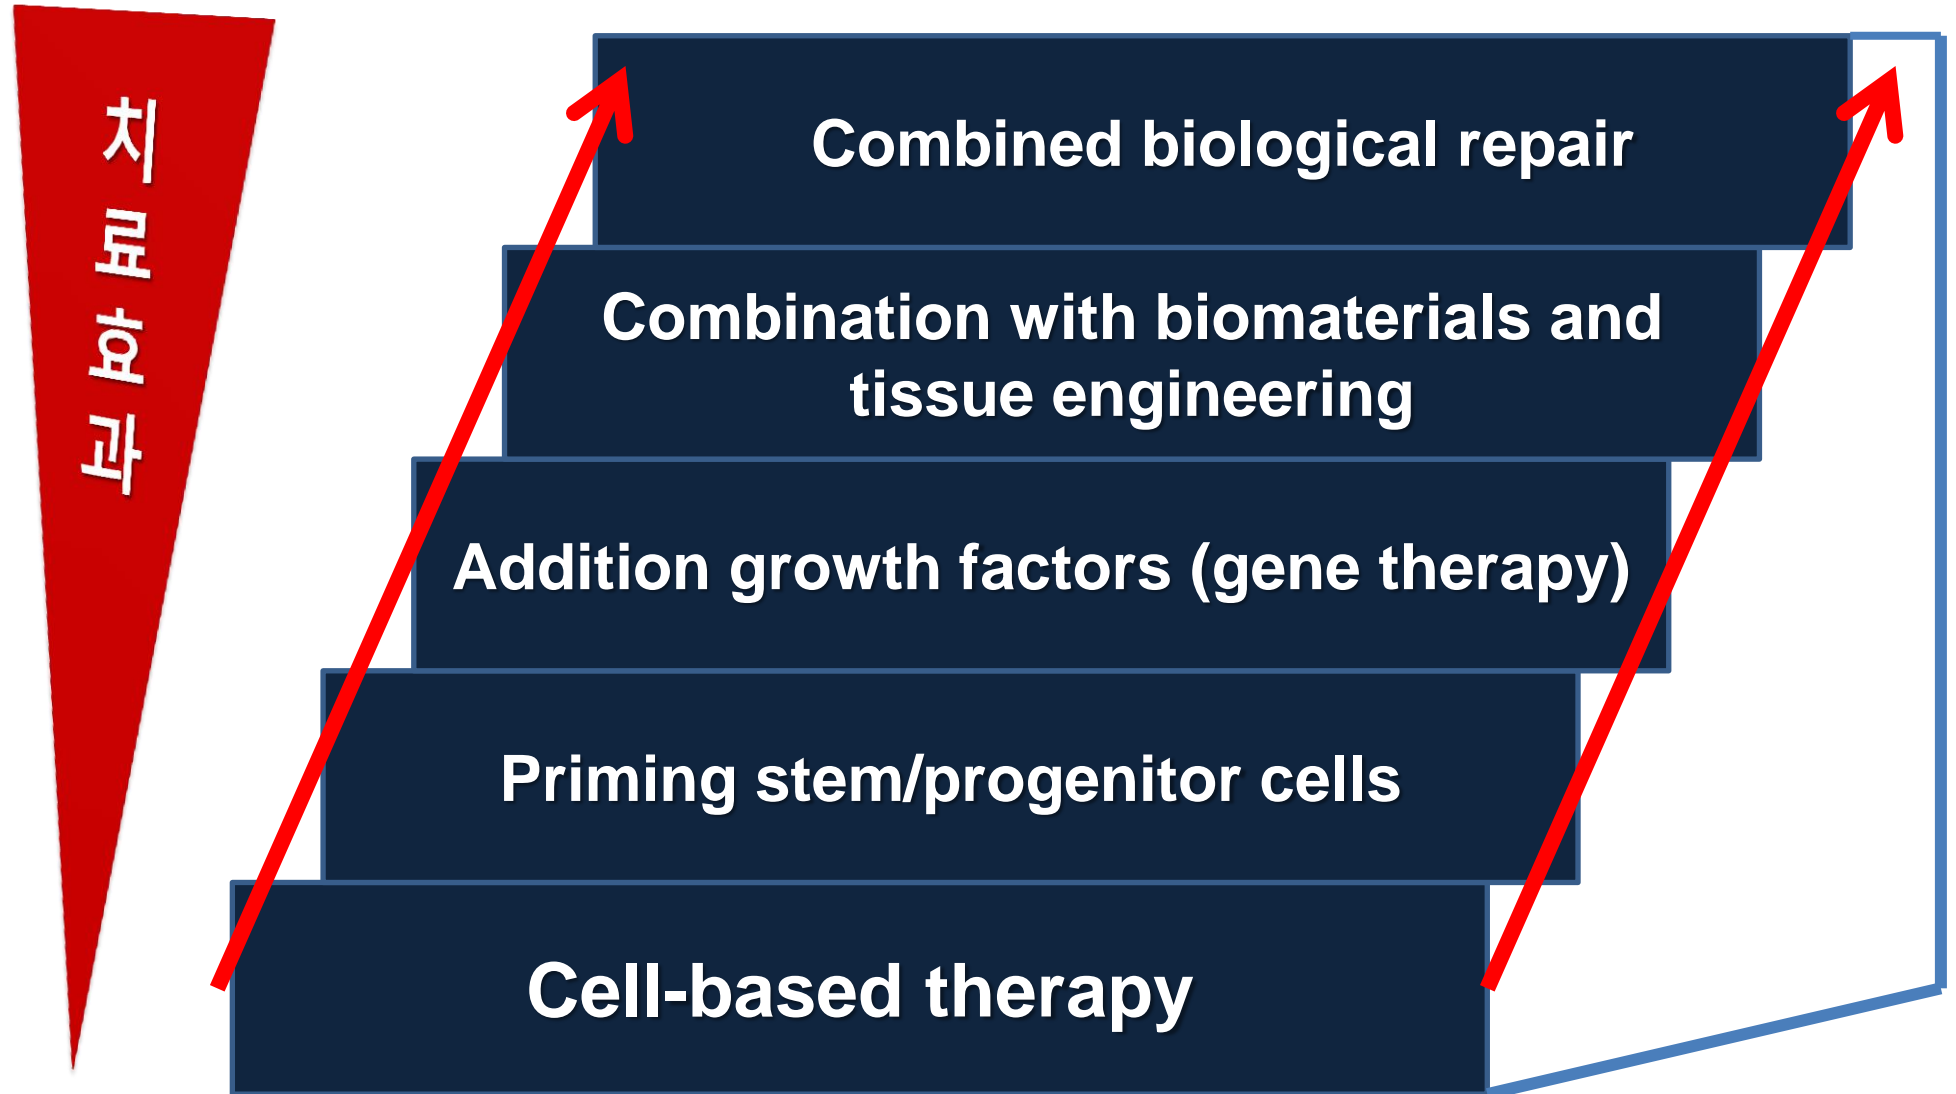 치료효과
Combined biological repair
Combination with biomaterials and
tissue engineering
Addition growth factors (gene therapy)
Priming stem/progenitor cells
Cell-based therapy